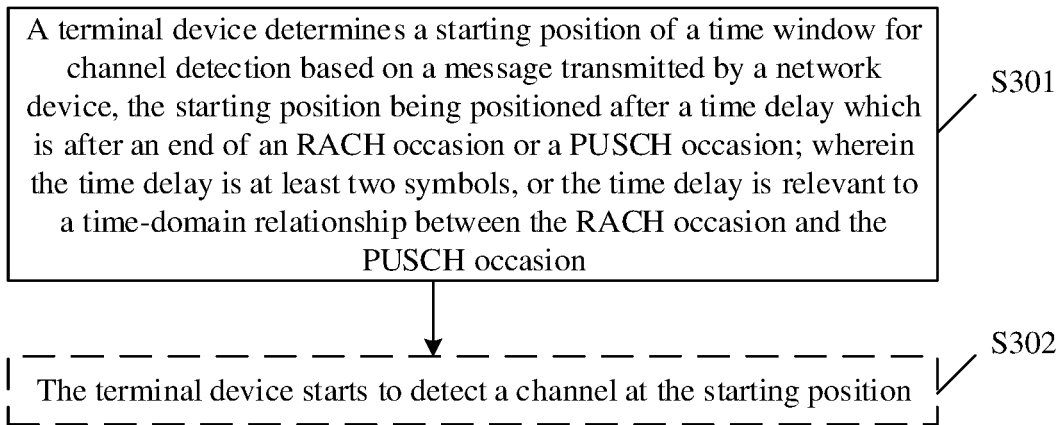 A terminal device determines a starting position of a time window for
channel detection based on a message transmitted by a network
device, the starting position being positioned after a time delay which
is after an end of an RACH occasion or a PUSCH occasion; wherein
the time delay is at least two symbols, or the time delay is relevant to
a time-domain relationship between the RACH occasion and the
PUSCH occasion
S301
S302
The terminal device starts to detect a channel at the starting position